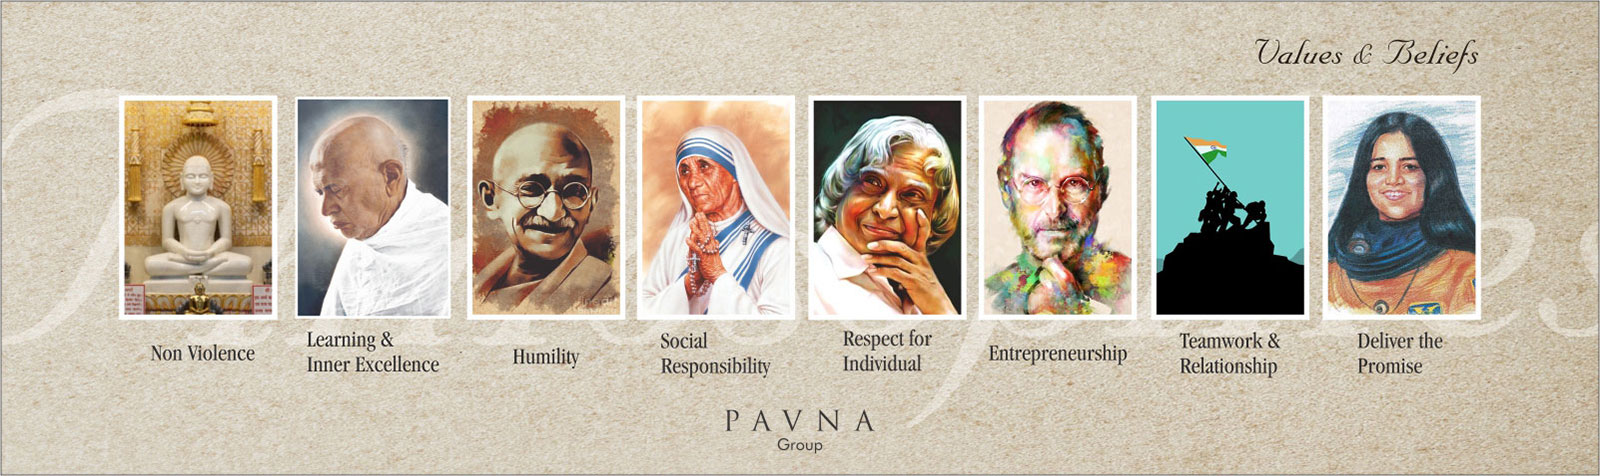 Values & Beliefs
Non Violence
Learning &
Inner Excellence
Humility
Social
Responsibility
Respect for
Individual
Entrepreneurship
Teamwork &
Relationship
Deliver the
Promise
PAVNA
Group